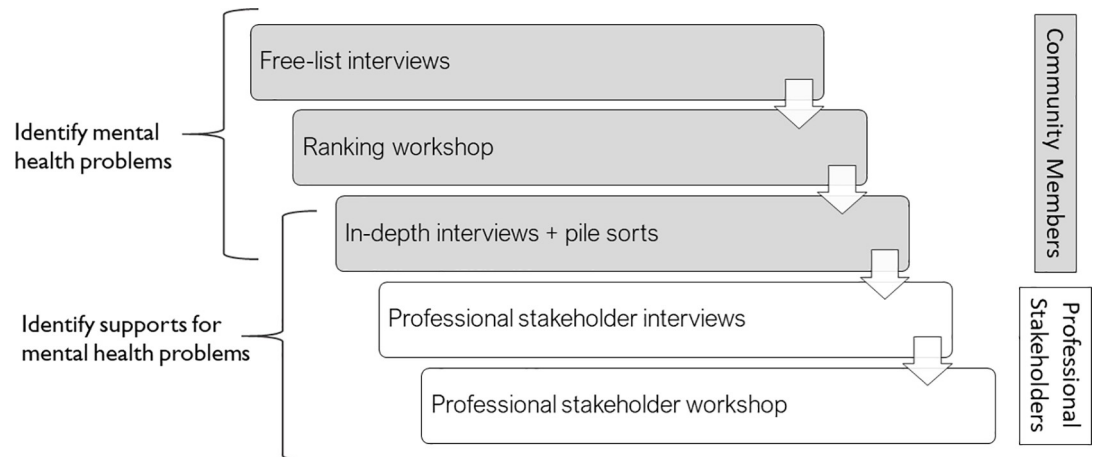 Free-list interviews
Ranking workshop
In-depth interviews + pile sorts
Professional stakeholder interviews
Professional stakeholder workshop
Identify mental
health problems
Identify supports for
mental health problems
Community Members
Professional
Stakeholders